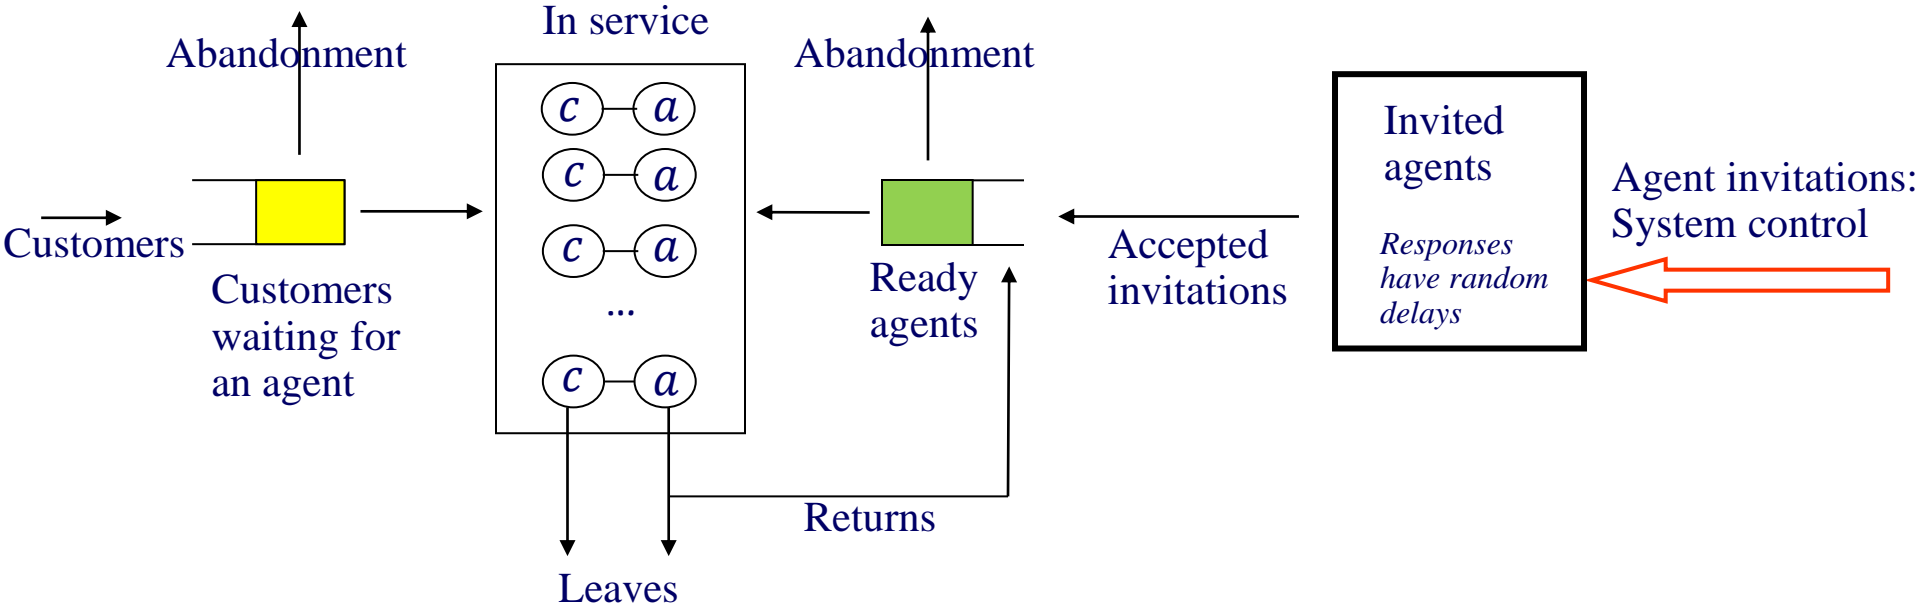 In service
Abandonment
Abandonment
c a
c a
c a
...
c a
Customers
Customers
waiting for
an agent
Ready
agents
Accepted
invitations
Invited
agents
Responses
have random
delays
Agent invitations:
System control
Returns
Leaves